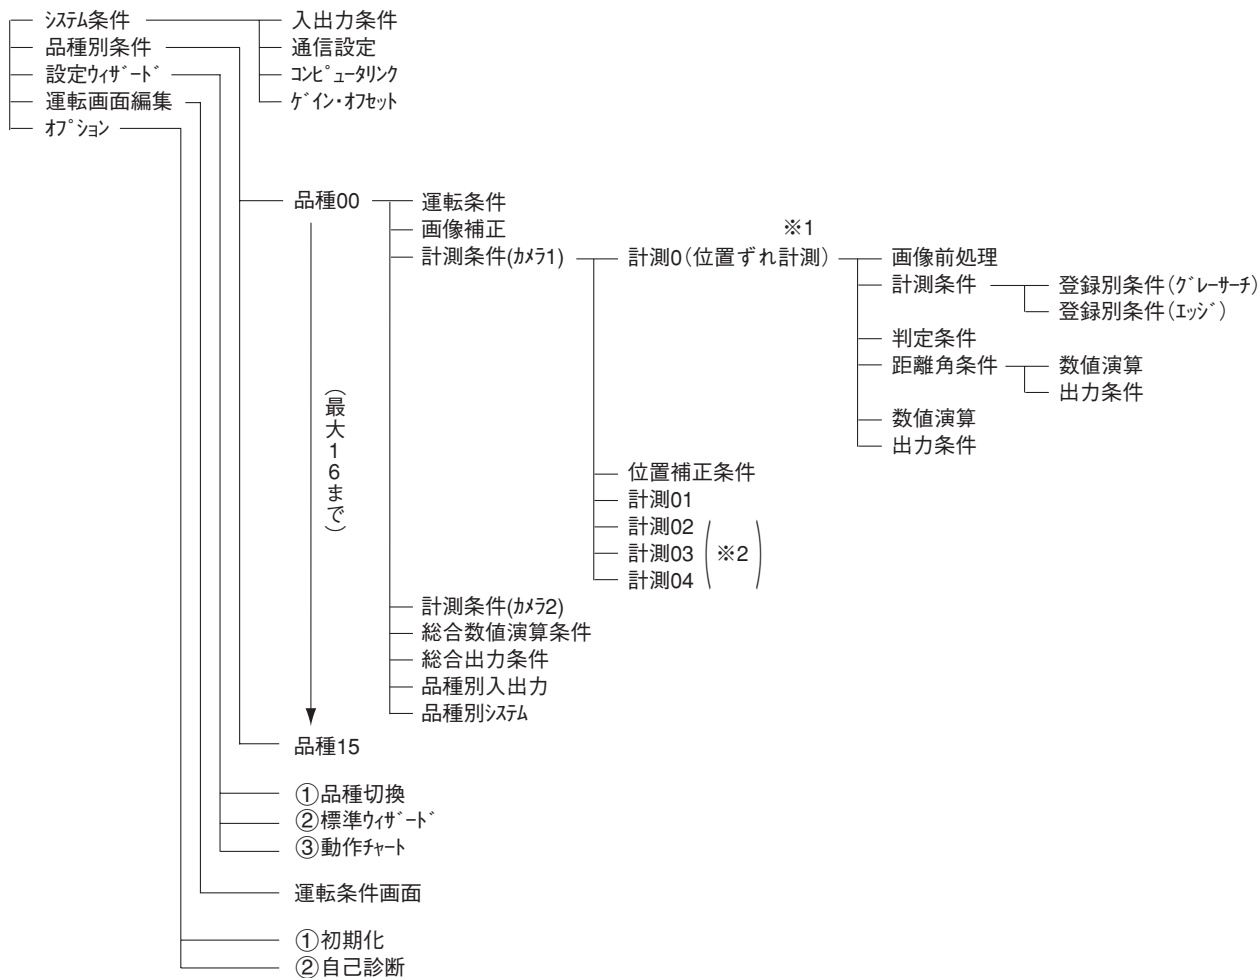 ｼｽﾃﾑ条件
入出力条件
品種別条件
通信設定
設定ｳｨｻﾞｰﾄﾞ
ｺﾝﾋﾟｭｰﾀﾘﾝｸ
運転画面編集
ｹﾞｲﾝ・ｵﾌｾｯﾄ
ｵﾌﾟｼｮﾝ
品種00
運転条件
画像補正
※1
計測条件(ｶﾒﾗ1)
計測0(位置ずれ計測)
画像前処理
計測条件
登録別条件(ｸﾞﾚｰｻｰﾁ)
登録別条件(ｴｯｼﾞ)
判定条件
距離角条件
数値演算
出力条件
数値演算
出力条件
(最大16まで)
位置補正条件
計測01
計測02
計測03
(※2)
計測04
計測条件(ｶﾒﾗ2)
総合数値演算条件
総合出力条件
品種別入出力
品種別ｼｽﾃﾑ
品種15
①品種切換
②標準ｳｨｻﾞｰﾄﾞ
③動作ﾁｬｰﾄ
運転条件画面
①初期化
②自己診断